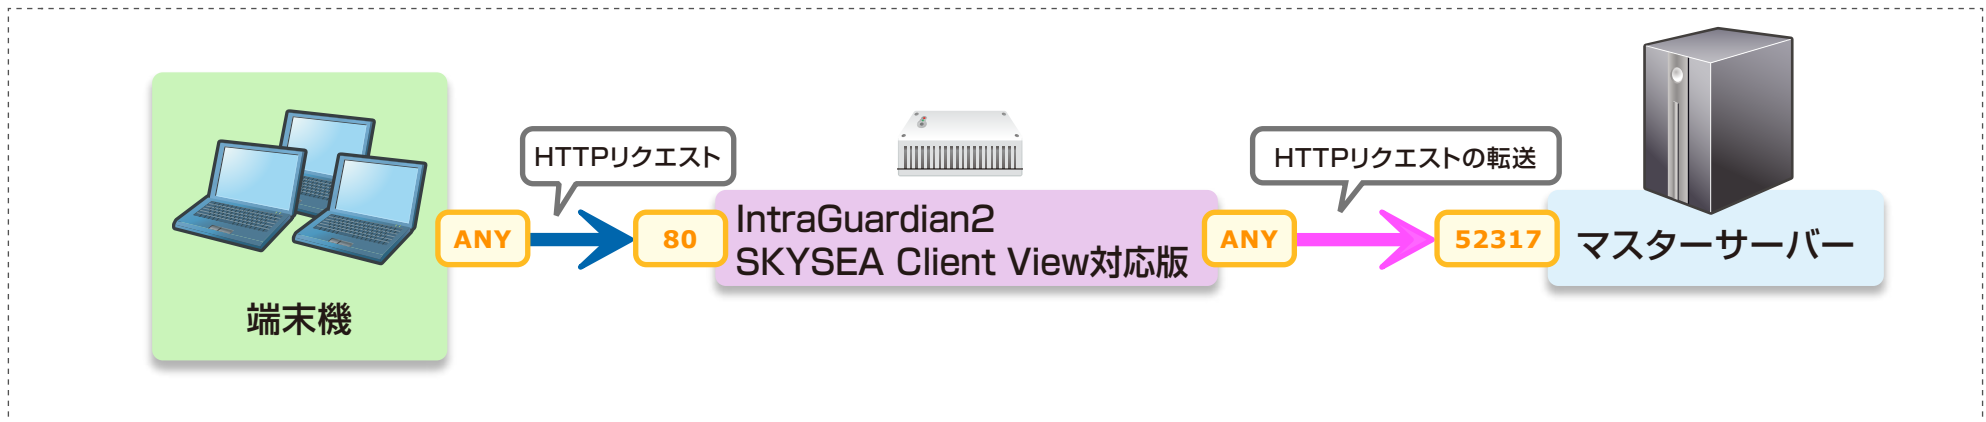 端末機
ANY
HTTPリクエスト
80
IntraGuardian2
SKYSEA Client View対応版
ANY
HTTPリクエストの転送
52317
マスターサーバー